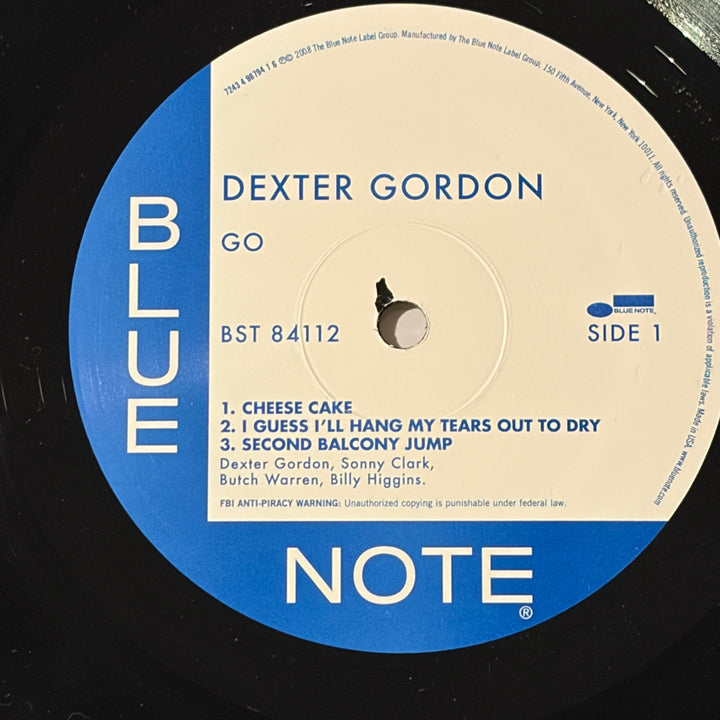 7243 4 98794 1 6 ℗© 2008 The Blue Note Label Group. Manufactured by The Blue Note Label Group, 150 Fifth Avenue, New York, New York 10011. All rights reserved. Unauthorized reproduction is a violation of applicable laws. Made in USA. www.bluenote.com
DEXTER GORDON
GO
BST 84112
BLUE NOTE
SIDE 1
1. CHEESE CAKE
2. I GUESS I'LL HANG MY TEARS OUT TO DRY
3. SECOND BALCONY JUMP
Dexter Gordon, Sonny Clark,
Butch Warren, Billy Higgins.
FBI ANTI-PIRACY WARNING: Unauthorized copying is punishable under federal law.
BLUE
NOTE®